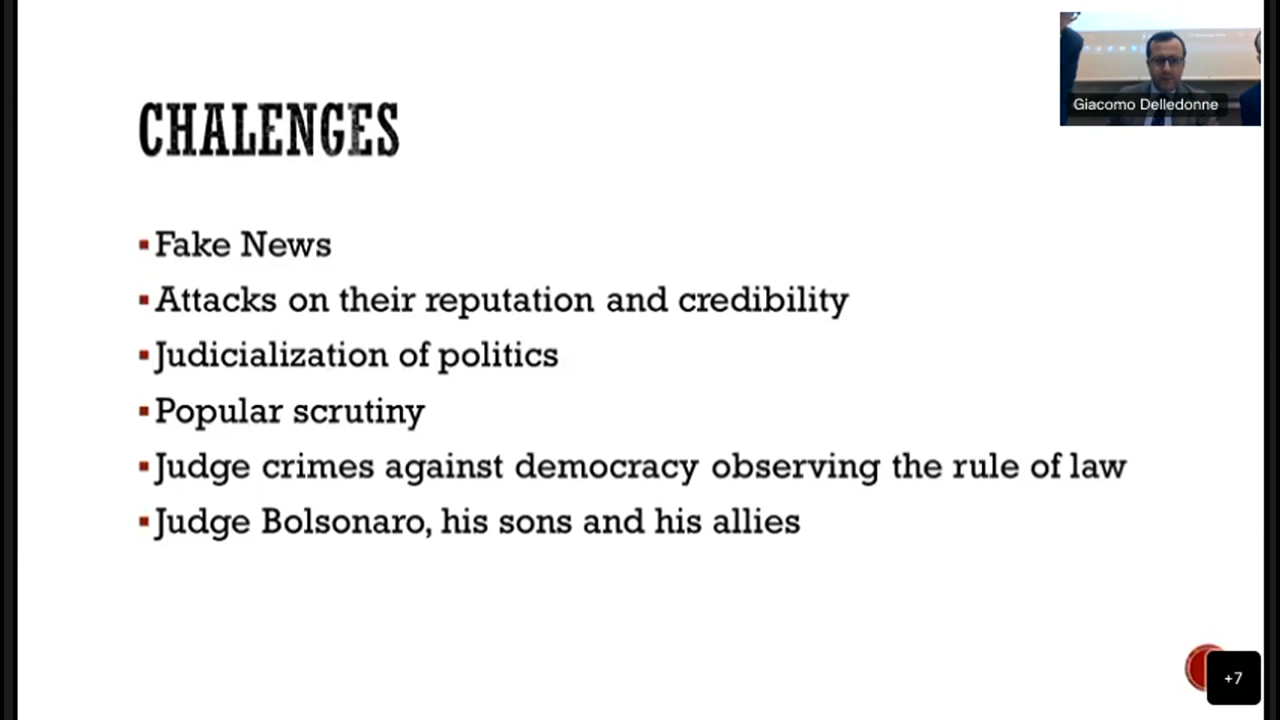 CHALENGES
Giacomo Delledonne
Fake News
Attacks on their reputation and credibility
Judicialization of politics
Popular scrutiny
Judge crimes against democracy observing the rule of law
Judge Bolsonaro, his sons and his allies
+7